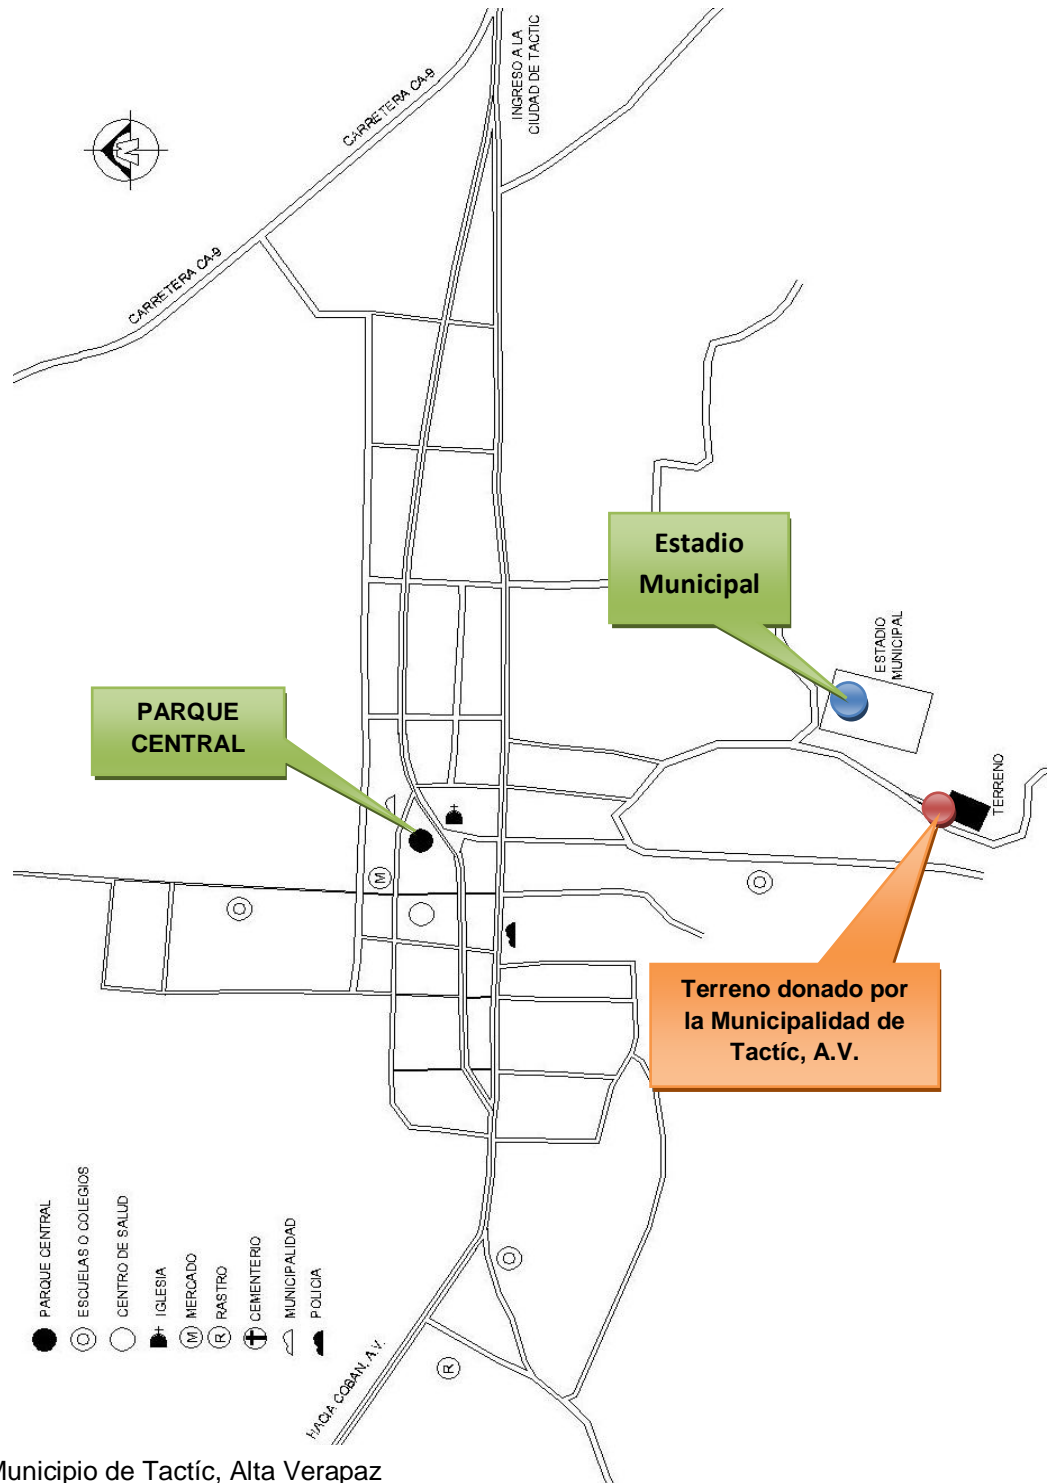 INGRESO A LA
CIUDAD DE TACTIC
CARRETERA CA-9
CARRETERA CA-9
N
Estadio
Municipal
ESTADIO
MUNICIPAL
PARQUE
CENTRAL
TERRENO
M
Terreno donado por
la Municipalidad de
Tactíc, A.V.
PARQUE CENTRAL
ESCUELAS O COLEGIOS
CENTRO DE SALUD
IGLESIA
M MERCADO
R RASTRO
CEMENTERIO
MUNICIPALIDAD
POLICIA
R
HACIA COBAN, A.V.
Municipio de Tactíc, Alta Verapaz